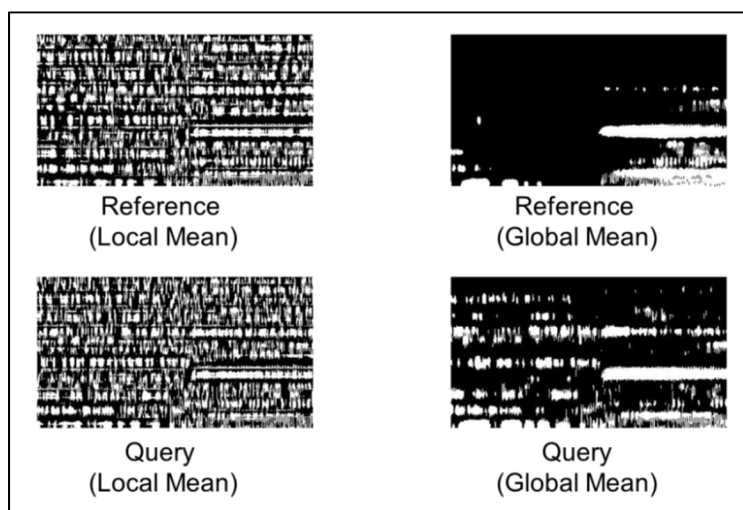 Reference
(Local Mean)
Reference
(Global Mean)
Query
(Local Mean)
Query
(Global Mean)